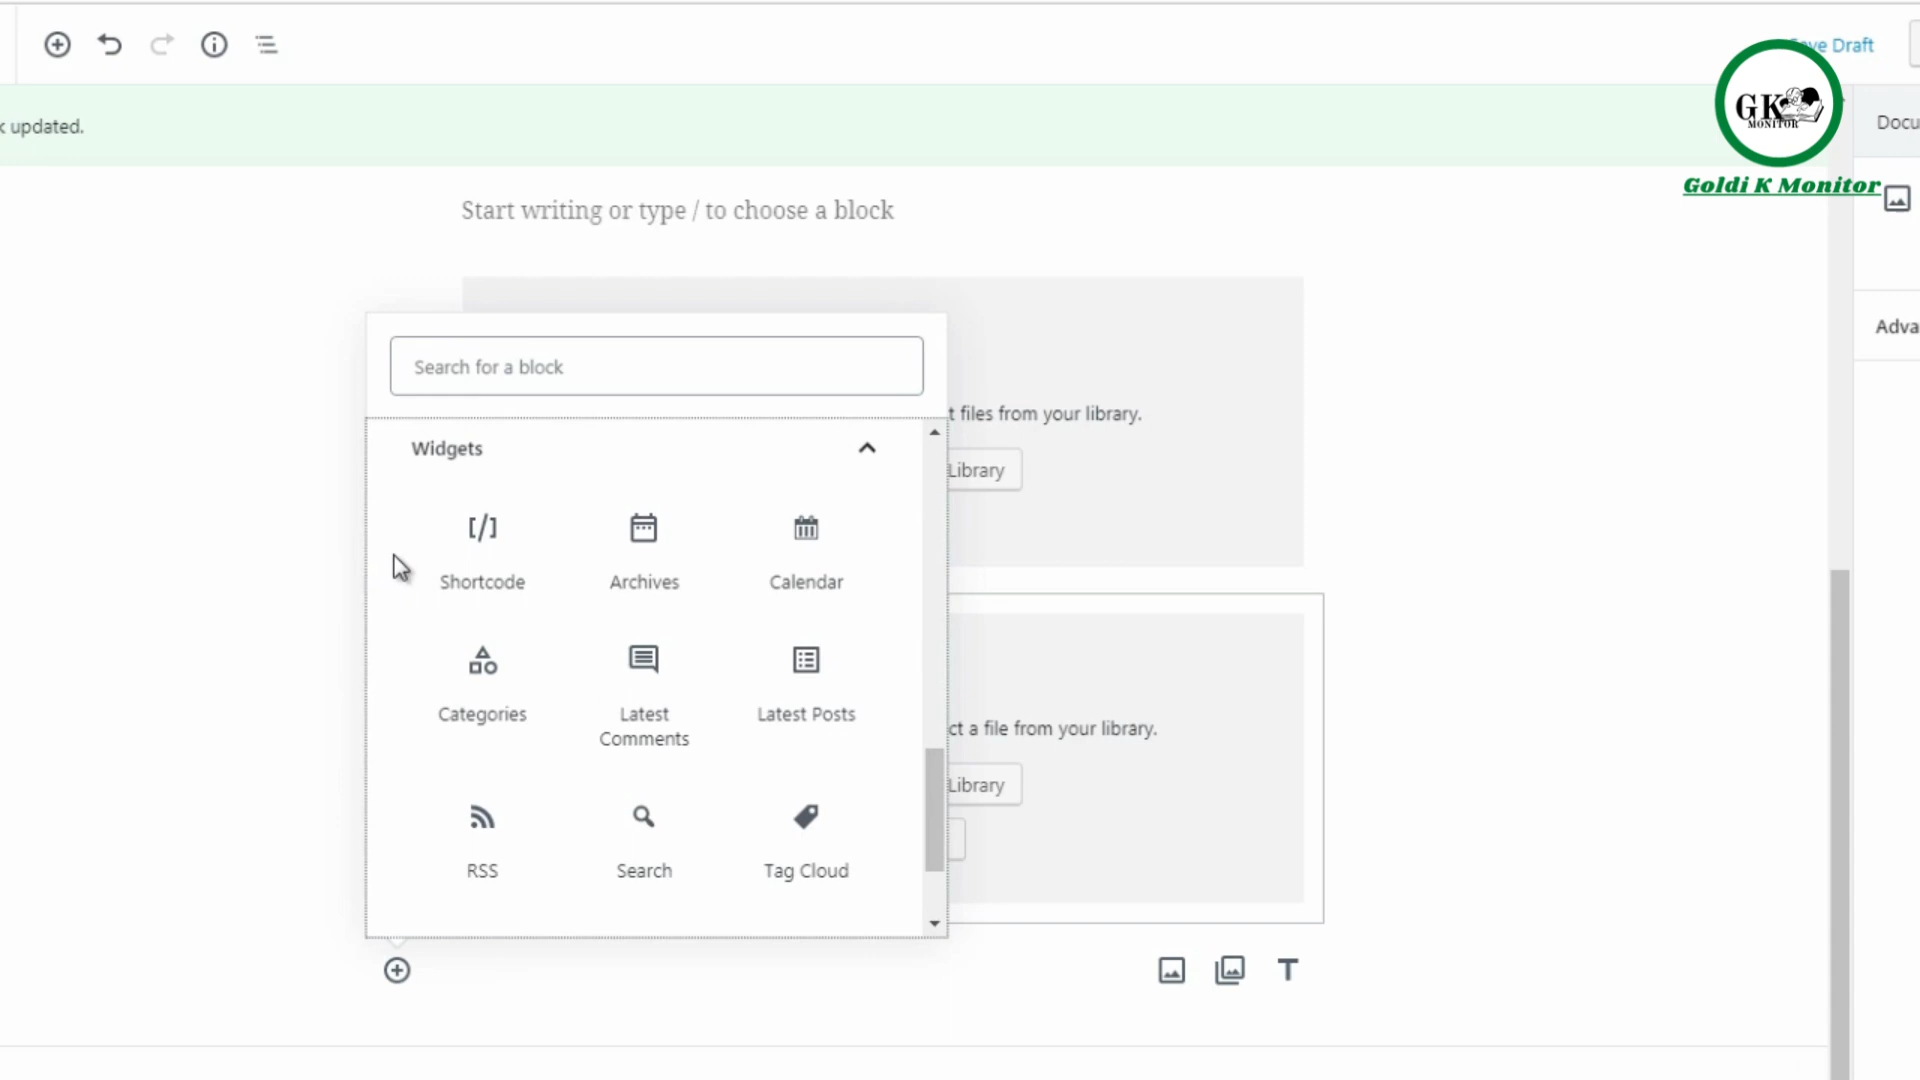 Save Draft
GK
MONITOR
Goldi K Monitor
updated.
Docu
Start writing or type / to choose a block
Adva
Search for a block
t files from your library.
Library
Widgets
[/]
Shortcode
Archives
Calendar
Categories
Latest
Comments
Latest Posts
ct a file from your library.
Library
RSS
Search
Tag Cloud
T